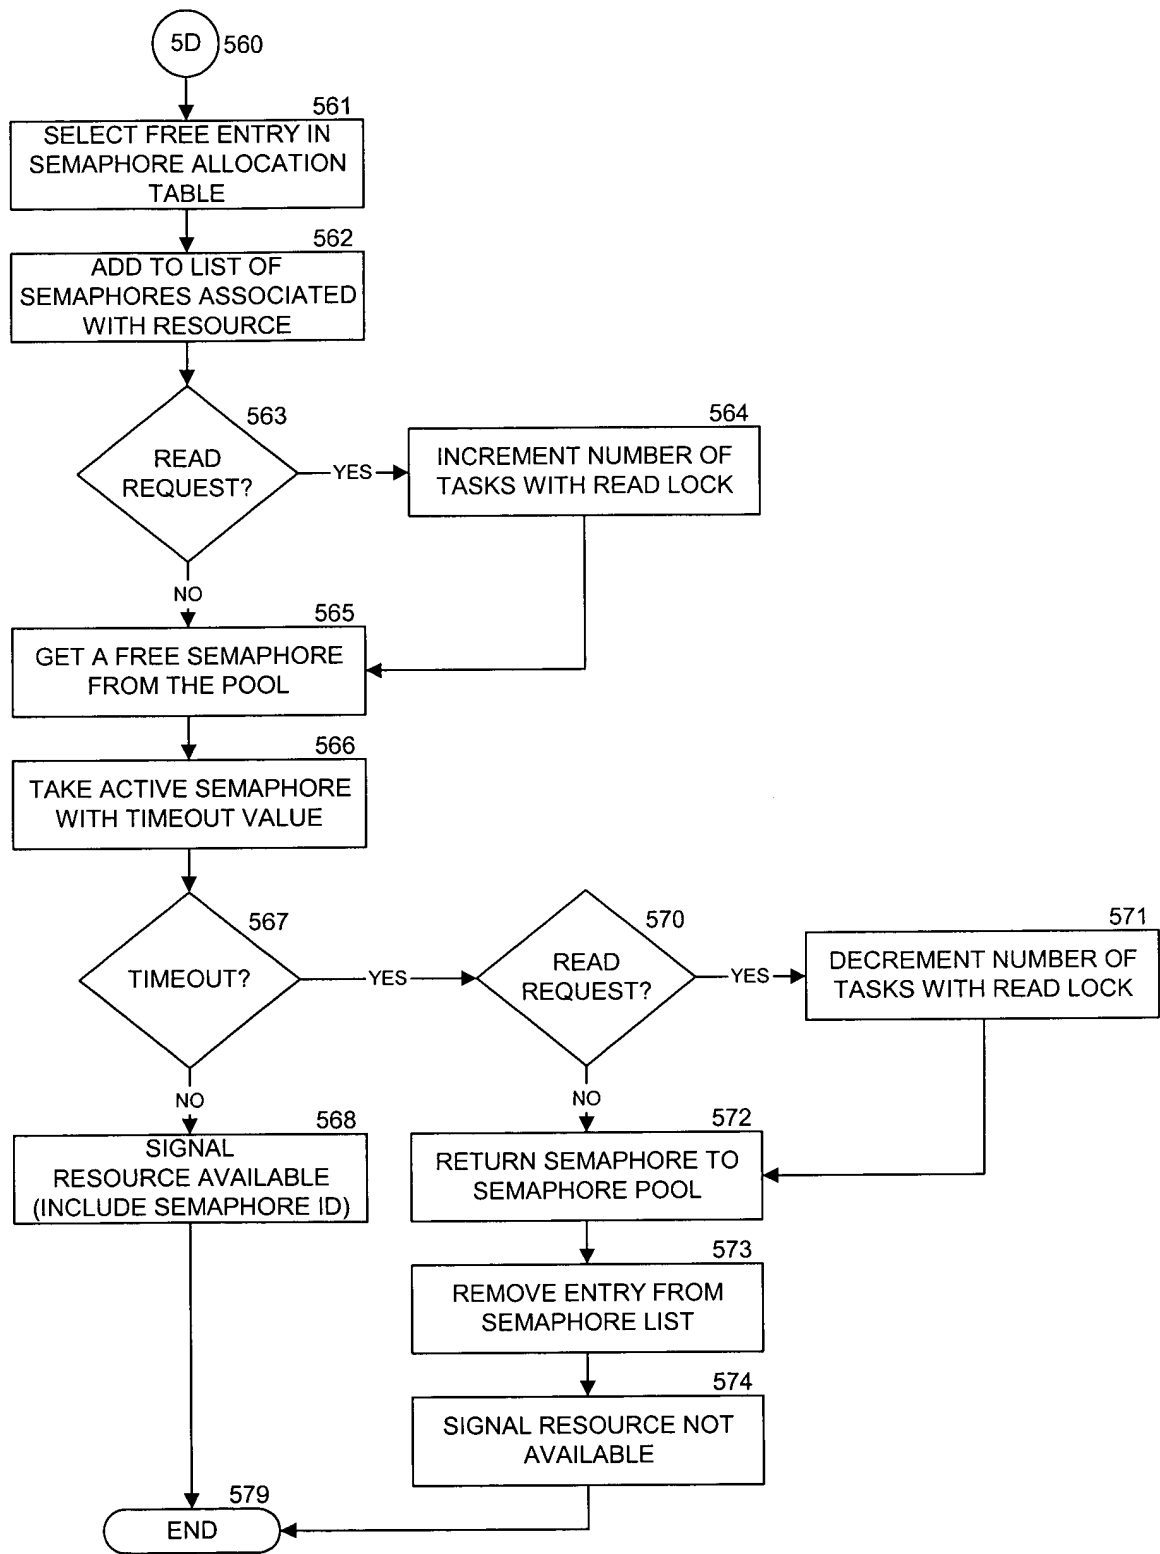 5D
560
561
SELECT FREE ENTRY IN
SEMAPHORE ALLOCATION
TABLE
562
ADD TO LIST OF
SEMAPHORES ASSOCIATED
WITH RESOURCE
563
READ
REQUEST?
YES
564
INCREMENT NUMBER OF
TASKS WITH READ LOCK
NO
565
GET A FREE SEMAPHORE
FROM THE POOL
566
TAKE ACTIVE SEMAPHORE
WITH TIMEOUT VALUE
567
TIMEOUT?
YES
570
READ
REQUEST?
YES
571
DECREMENT NUMBER OF
TASKS WITH READ LOCK
NO
568
SIGNAL
RESOURCE AVAILABLE
(INCLUDE SEMAPHORE ID)
NO
572
RETURN SEMAPHORE TO
SEMAPHORE POOL
573
REMOVE ENTRY FROM
SEMAPHORE LIST
574
SIGNAL RESOURCE NOT
AVAILABLE
579
END